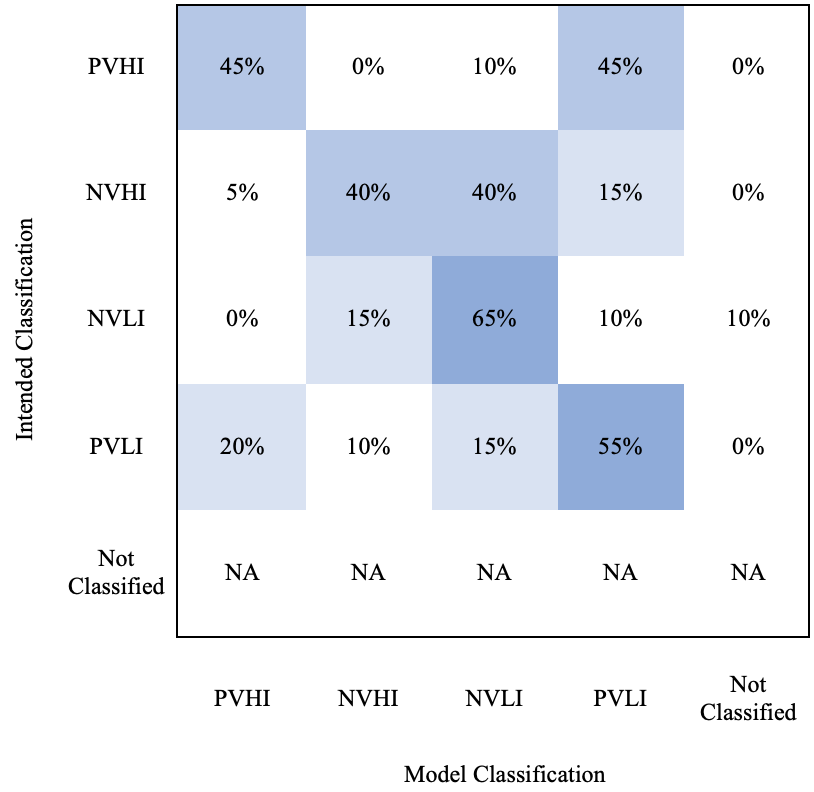 PVHI 45% 0% 10% 45% 0%
NVHI 5% 40% 40% 15% 0%
NVLI 0% 15% 65% 10% 10%
PVLI 20% 10% 15% 55% 0%
Not
Classified NA NA NA NA NA
PVHI NVHI NVLI PVLI Not
Classified
Intended Classification
Model Classification